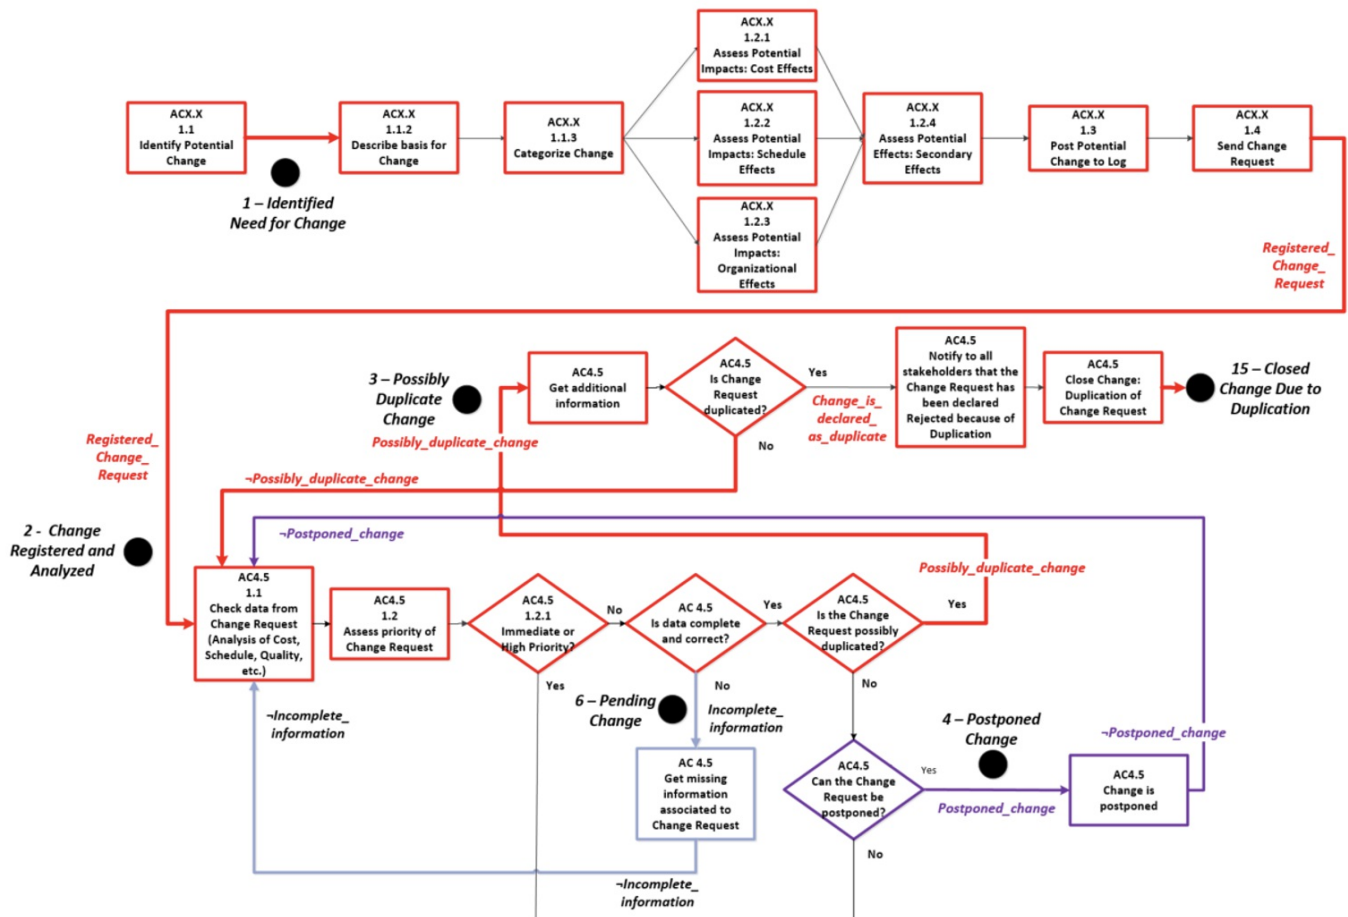 ACX.X
1.1
Identify Potential
Change
ACX.X
1.1.2
Describe basis for
Change
ACX.X
1.1.3
Categorize Change
ACX.X
1.2.1
Assess Potential
Impacts: Cost Effects
ACX.X
1.2.2
Assess Potential
Impacts: Schedule
Effects
ACX.X
1.2.3
Assess Potential
Impacts:
Organizational
Effects
ACX.X
1.2.4
Assess Potential
Effects: Secondary
Effects
ACX.X
1.3
Post Potential
Change to Log
ACX.X
1.4
Send Change
Request
1 – Identified
Need for Change
Registered_
Change_
Request
3 – Possibly
Duplicate
Change
Possibly_duplicate_change
AC4.5
Get additional
information
AC4.5
Is Change
Request
duplicated?
Yes
Change_is_
declared_
as_duplicate
No
AC4.5
Notify to all
stakeholders that the
Change Request has
been declared
Rejected because of
Duplication
AC4.5
Close Change:
Duplication of
Change Request
15 – Closed
Change Due to
Duplication
Registered_
Change_
Request
¬Possibly_duplicate_change
2 - Change
Registered and
Analyzed
¬Postponed_change
AC4.5
1.1
Check data from
Change Request
(Analysis of Cost,
Schedule, Quality,
etc.)
AC4.5
1.2
Assess priority of
Change Request
AC4.5
1.2.1
Immediate or
High Priority?
No
Yes
AC 4.5
Is data complete
and correct?
Yes
No
AC4.5
Is the Change
Request possibly
duplicated?
Yes
No
Possibly_duplicate_change
6 – Pending
Change
Incomplete_
information
¬Incomplete_
information
AC 4.5
Get missing
information
associated to
Change Request
¬Incomplete_
information
AC4.5
Can the Change
Request be
postponed?
Yes
No
4 – Postponed
Change
Postponed_change
AC4.5
Change is
postponed
¬Postponed_change